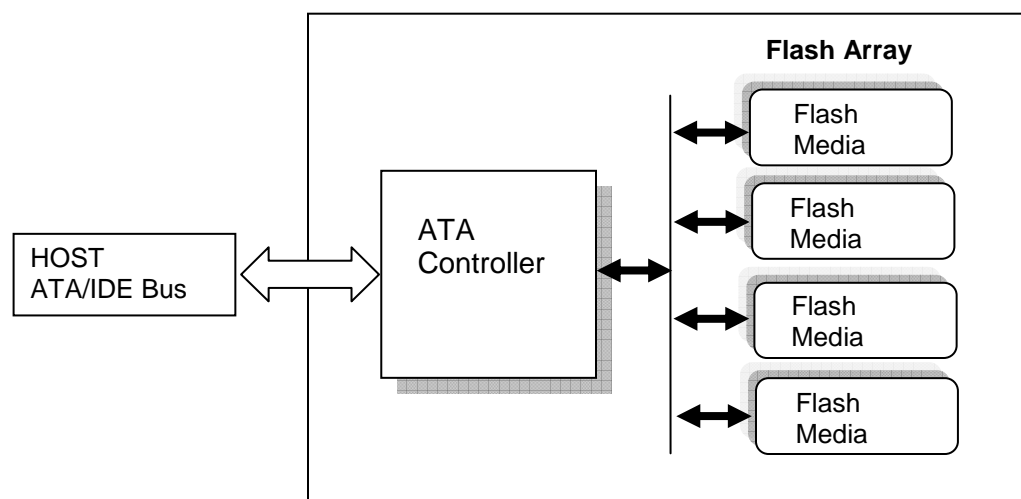 Flash Array
Flash
Media
Flash
Media
ATA
Controller
HOST
ATA/IDE Bus
Flash
Media
Flash
Media